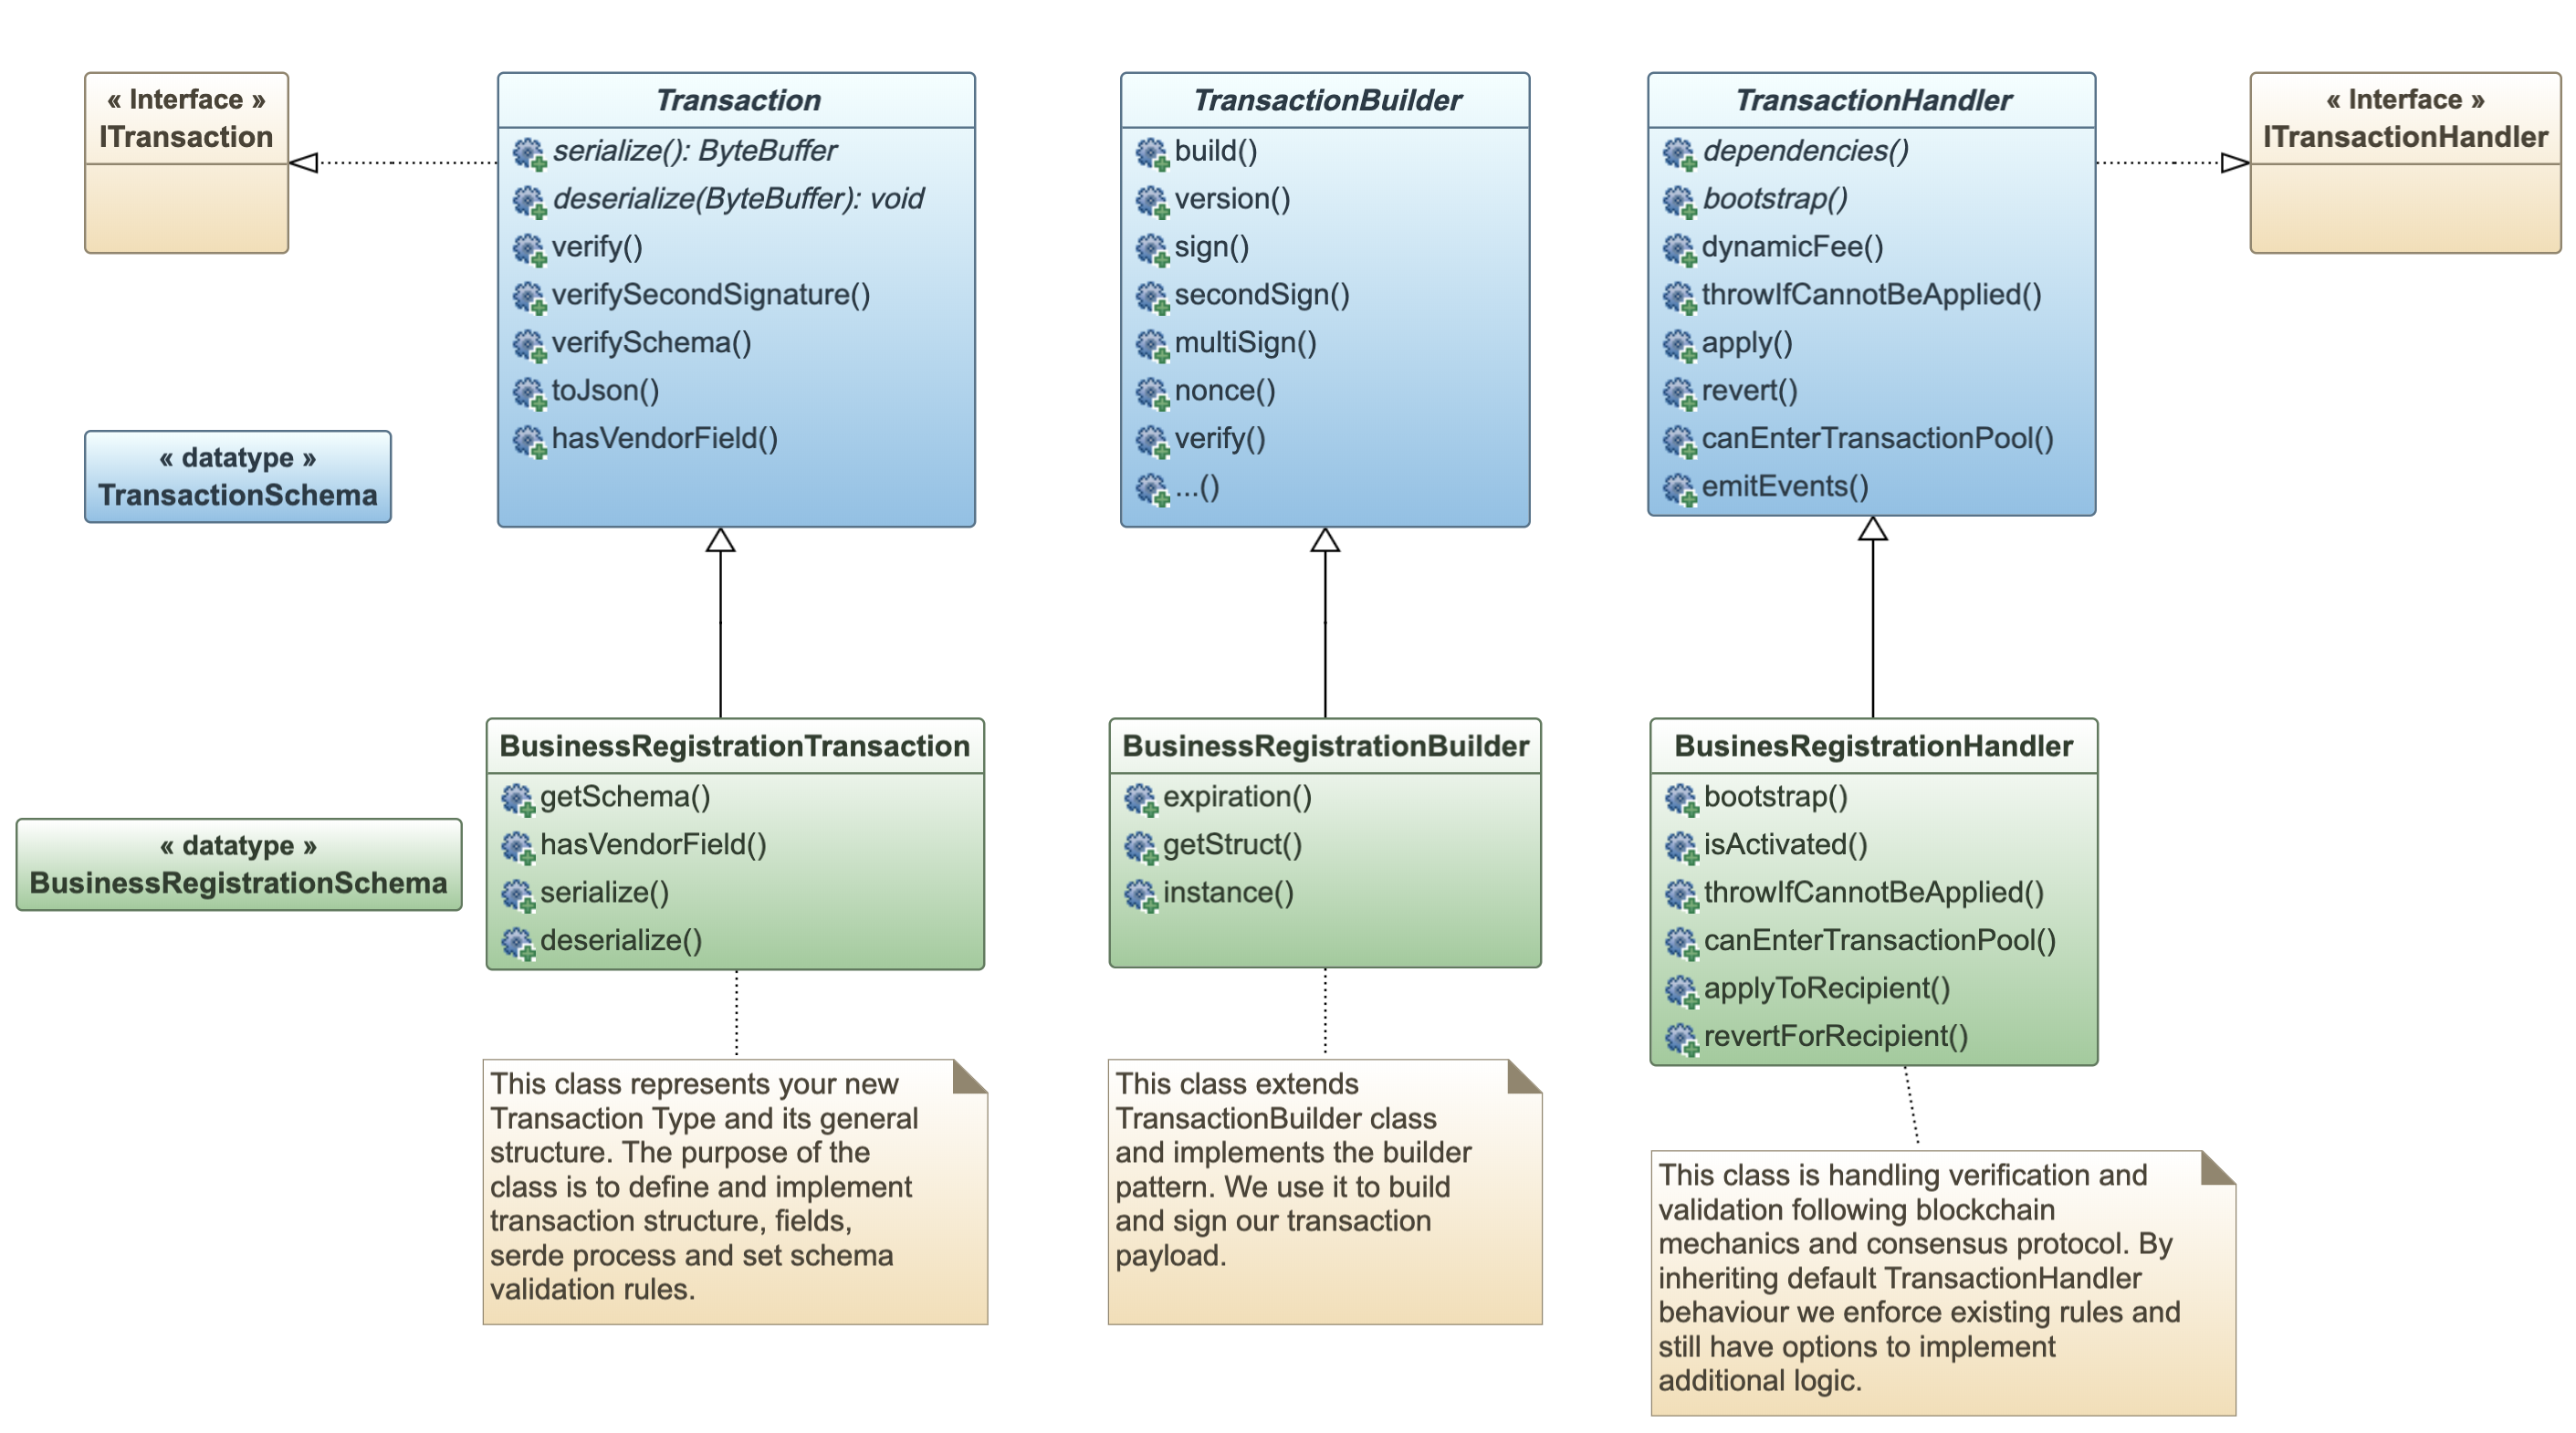 « Interface »
ITransaction
Transaction
serialize(): ByteBuffer
deserialize(ByteBuffer): void
verify()
verifySecondSignature()
verifySchema()
toJson()
hasVendorField()
TransactionBuilder
build()
version()
sign()
secondSign()
multiSign()
nonce()
verify()
...()
TransactionHandler
dependencies()
bootstrap()
dynamicFee()
throwIfCannotBeApplied()
apply()
revert()
canEnterTransactionPool()
emitEvents()
« Interface »
ITransactionHandler
« datatype »
TransactionSchema
« datatype »
BusinessRegistrationSchema
BusinessRegistrationTransaction
getSchema()
hasVendorField()
serialize()
deserialize()
BusinessRegistrationBuilder
expiration()
getStruct()
instance()
BusinesRegistrationHandler
bootstrap()
isActivated()
throwIfCannotBeApplied()
canEnterTransactionPool()
applyToRecipient()
revertForRecipient()
This class represents your new
Transaction Type and its general
structure. The purpose of the
class is to define and implement
transaction structure, fields,
serde process and set schema
validation rules.
This class extends
TransactionBuilder class
and implements the builder
pattern. We use it to build
and sign our transaction
payload.
This class is handling verification and
validation following blockchain
mechanics and consensus protocol. By
inheriting default TransactionHandler
behaviour we enforce existing rules and
still have options to implement
additional logic.